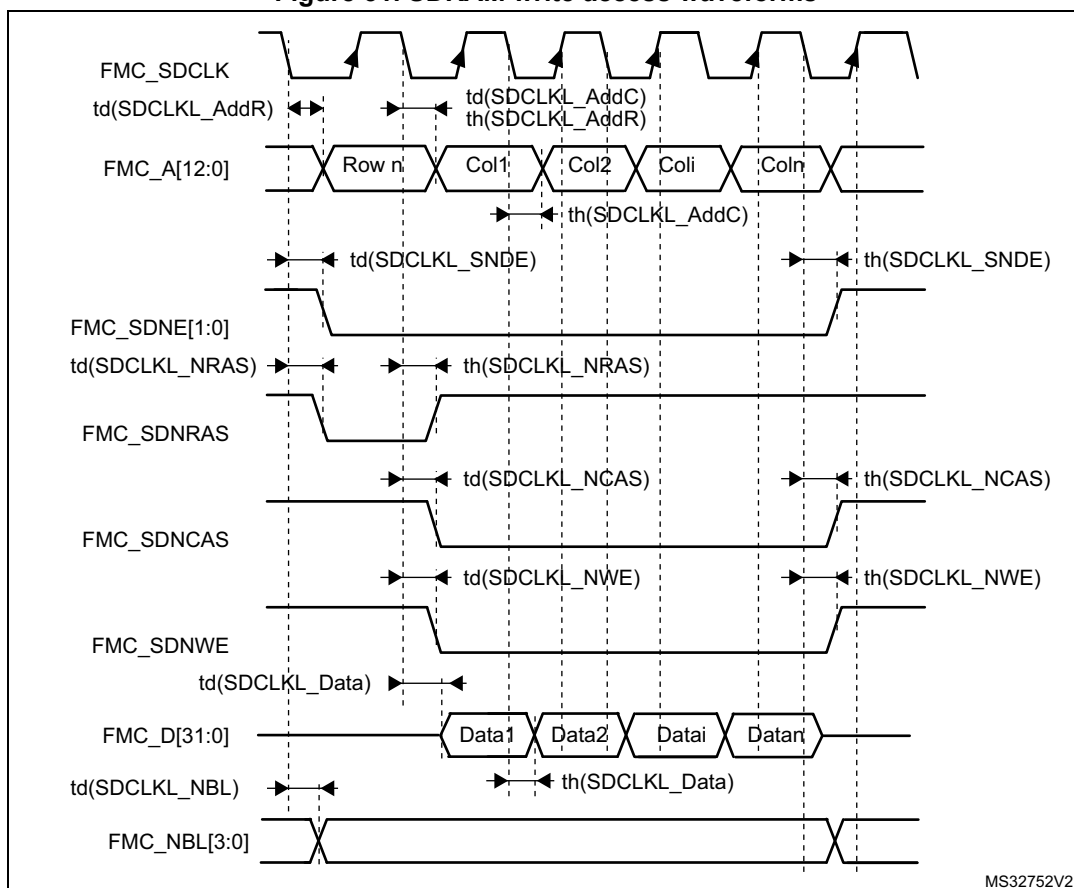 Figure SDRAM write access waveforms
FMC_SDCLK
td(SDCLKL_AddR)
td(SDCLKL_AddC)
th(SDCLKL_AddR)
FMC_A[12:0]
Row n
Col1
Col2
Coli
Coln
th(SDCLKL_AddC)
td(SDCLKL_SNDE)
th(SDCLKL_SNDE)
FMC_SDNE[1:0]
td(SDCLKL_NRAS)
th(SDCLKL_NRAS)
FMC_SDNRAS
td(SDCLKL_NCAS)
th(SDCLKL_NCAS)
FMC_SDNCAS
td(SDCLKL_NWE)
th(SDCLKL_NWE)
FMC_SDNWE
td(SDCLKL_Data)
FMC_D[31:0]
Data1
Data2
Datai
Datan
th(SDCLKL_Data)
td(SDCLKL_NBL)
FMC_NBL[3:0]
MS32752V2